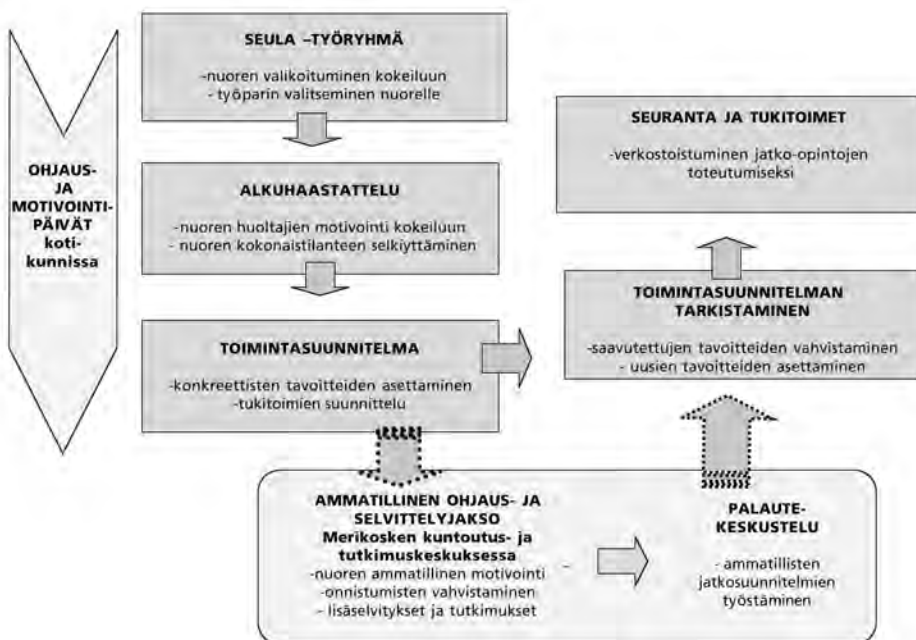 OHJAUS-
JA
MOTIVOINTI-
PÄIVÄT
koti-
kunnissa
SEULA –TYÖRYHMÄ
-nuoren valikoituminen kokeiluun
- työparin valitseminen nuorelle
ALKUHAASTATTELU
-nuoren huoltajien motivointi kokeiluun
- nuoren kokonaistilanteen selkiyttäminen
TOIMINTASUUNNITELMA
-konkreettisten tavoitteiden asettaminen
-tukitoimien suunnittelu
SEURANTA JA TUKITOIMET
-verkostoistuminen jatko-opintojen
toteutumiseksi
TOIMINTASUUNNITELMAN
TARKISTAMINEN
-saavutettujen tavoitteiden vahvistaminen
- uusien tavoitteiden asettaminen
AMMATILLINEN OHJAUS- JA
SELVITTELYJAKSO
Merikosken kuntoutus- ja
tutkimuskeskuksessa
-nuoren ammatillinen motivointi -
-onnistumisten vahvistaminen
- lisäselvitykset ja tutkimukset
PALAUTE-
KESKUSTELU
- ammatillisten
jatkosuunnitelmien
työstäminen